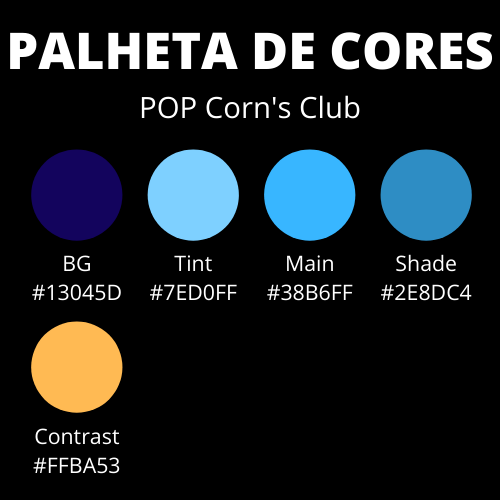 PALHETA DE CORES
POP Corn's Club
BG Tint Main Shade
#13045D #7ED0FF #38B6FF #2E8DC4
Contrast
#FFBA53